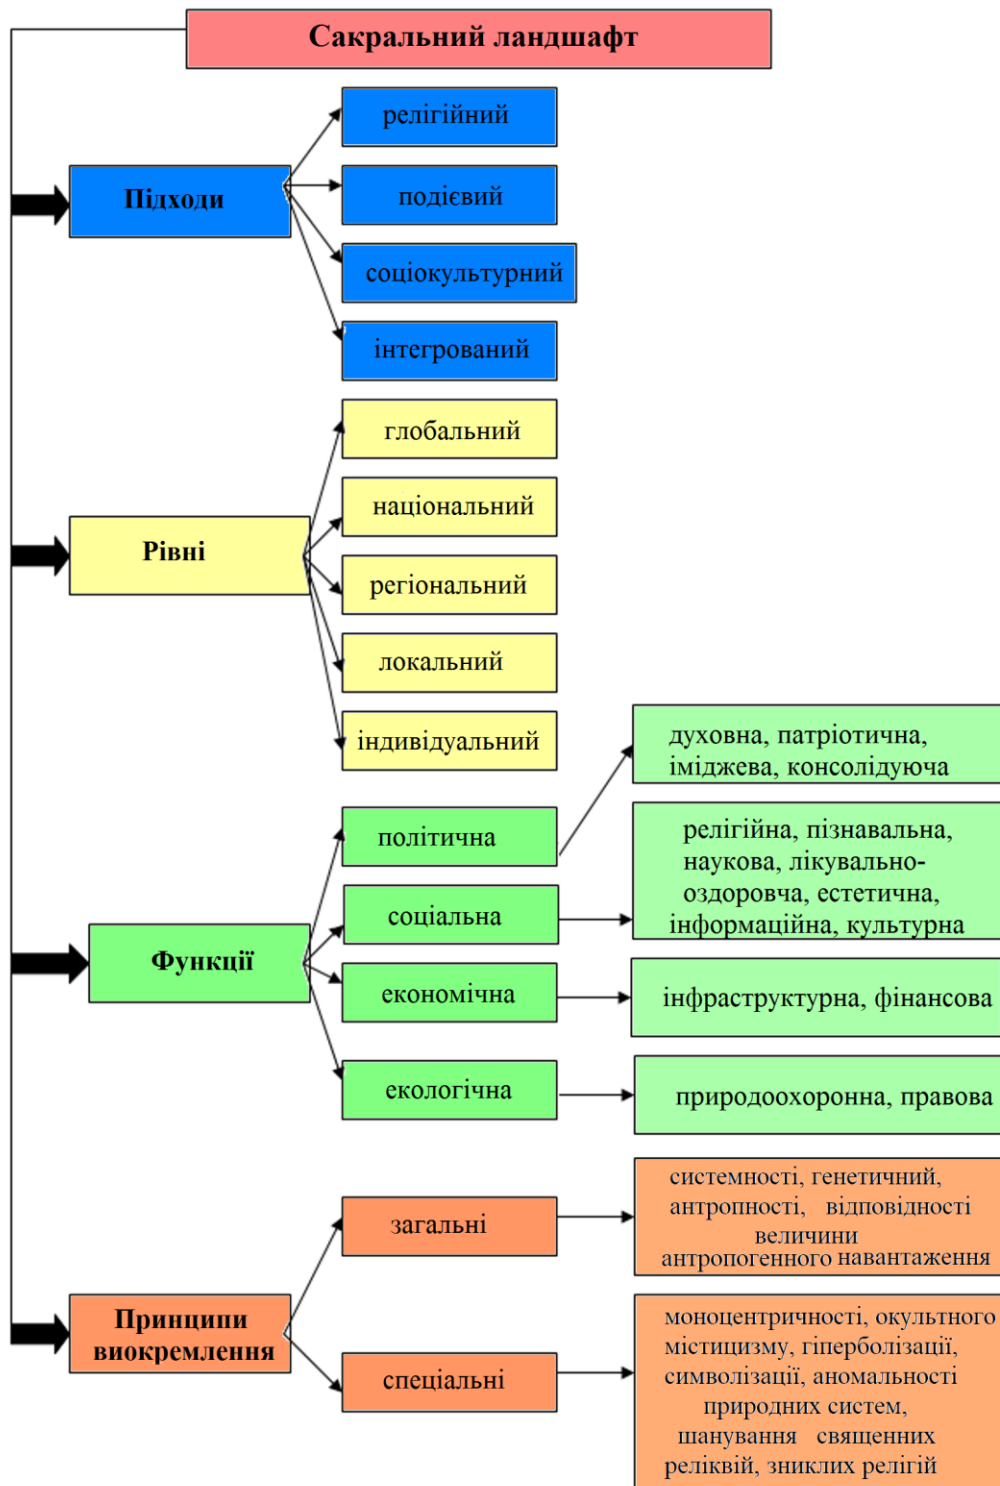 Сакральний ландшафт
Підходи
релігійний
подієвий
соціокультурний
інтегрований
Рівні
глобальний
національний
регіональний
локальний
індивідуальний
Функції
політична
духовна, патріотична,
іміджева, консолідуюча
соціальна
релігійна, пізнавальна,
наукова, лікувально-
оздоровча, естетична,
інформаційна, культурна
економічна
інфраструктурна, фінансова
екологічна
природоохоронна, правова
Принципи
виокремлення
загальні
системності, генетичний,
антропності, відповідності
величини
антропогенного навантаження
спеціальні
моноцентричності, окультного
містицизму, гіперболізації,
символізації, аномальності
природних систем,
шанування священних
реліквій, зниклих релігій